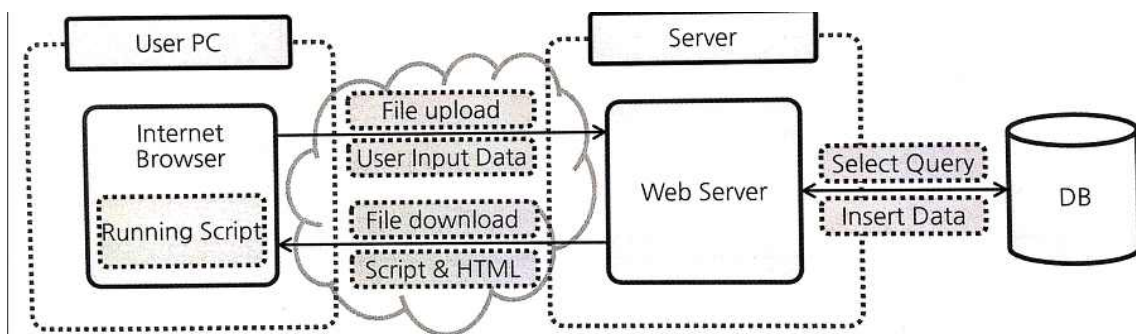 User PC
Server
File upload
Internet
Browser
User Input Data
Select Query
Web Server
DB
File download
Insert Data
Running Script
Script & HTML